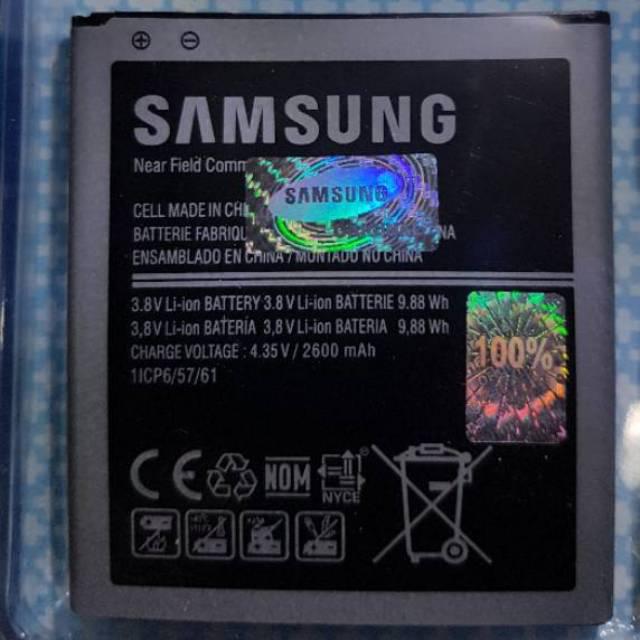 SAMSUNG
Near Field Comm
SAMSUNG
CELL MADE IN CHI
BATTERIE FABRIQU
ENSAMBLADO EN CHINA / MONTADO NO CHINA
3.8 V Li-ion BATTERY 3.8 V Li-ion BATTERIE 9.88 Wh
3,8 V Li-ion BATERÍA 3,8 V Li-ion BATERIA 9,88 Wh
CHARGE VOLTAGE : 4.35 V / 2600 mAh
1ICP6/57/61
100%
CE
NOM
NYCE